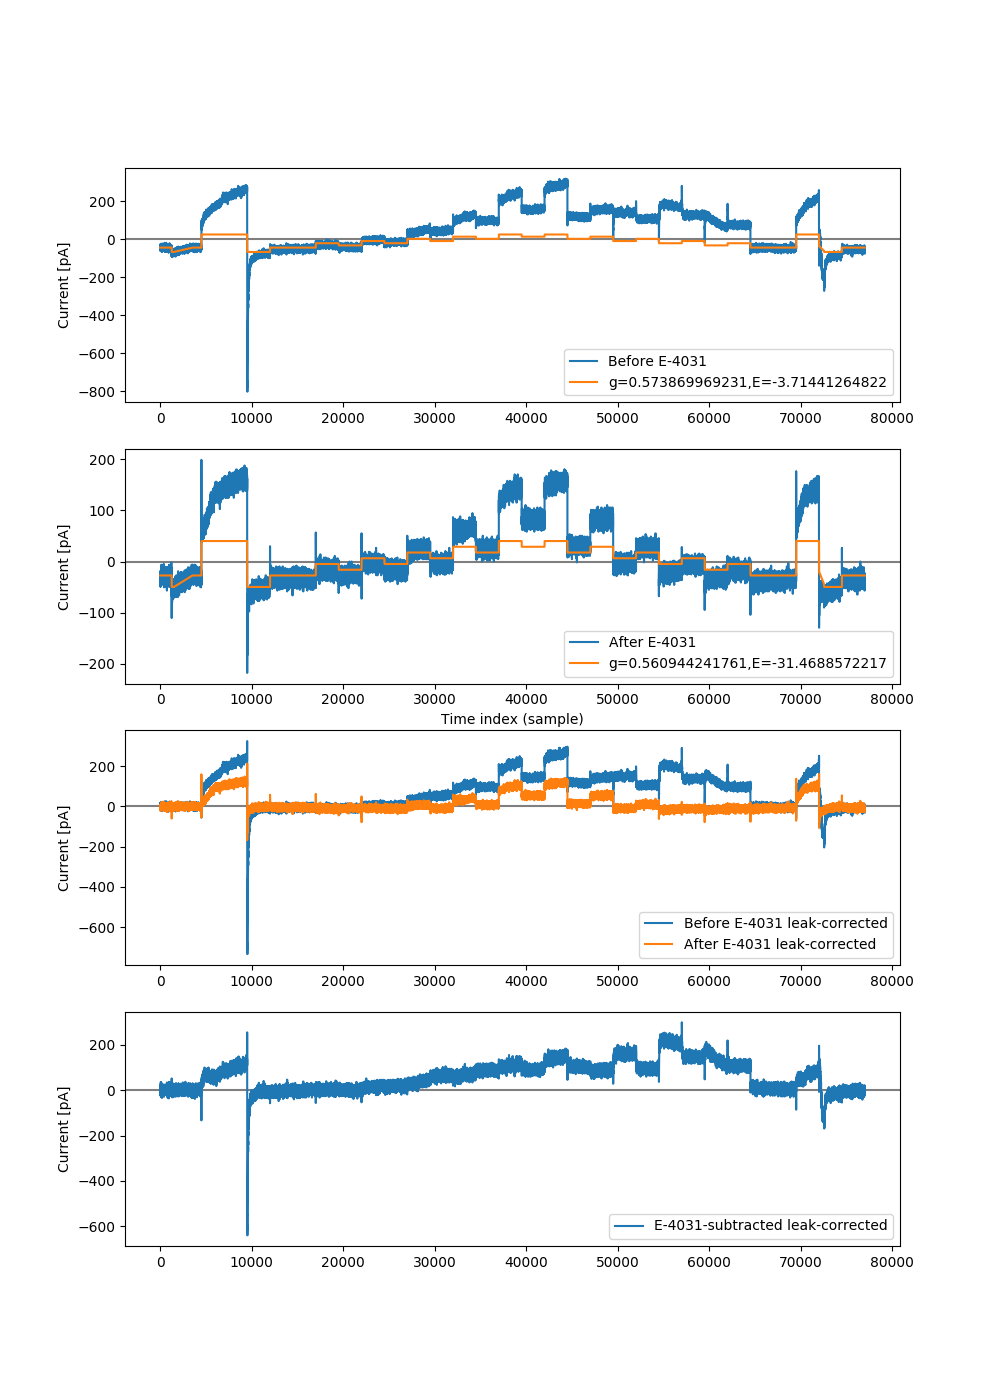 200
0
−200
−400
−600
−800
Current [pA]
Before E-4031
g=0.573869969231,E=-3.71441264822
0 10000 20000 30000 40000 50000 60000 70000 80000
200
100
0
−100
−200
Current [pA]
After E-4031
g=0.560944241761,E=-31.4688572217
0 10000 20000 30000 40000 50000 60000 70000 80000
Time index (sample)
200
0
−200
−400
−600
Current [pA]
Before E-4031 leak-corrected
After E-4031 leak-corrected
0 10000 20000 30000 40000 50000 60000 70000 80000
200
0
−200
−400
−600
Current [pA]
E-4031-subtracted leak-corrected
0 10000 20000 30000 40000 50000 60000 70000 80000